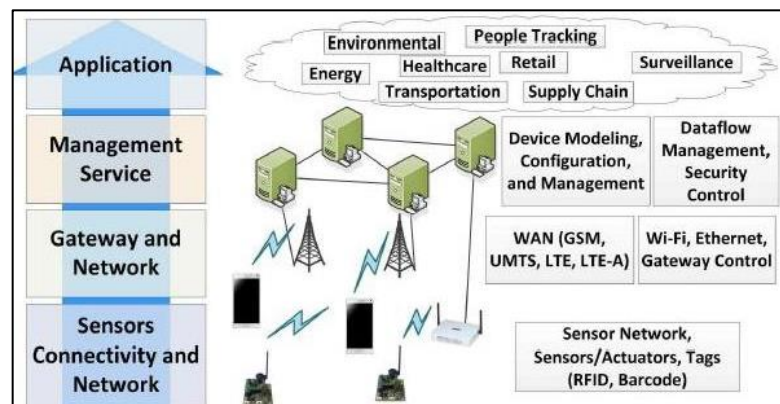 Application
Environmental
People Tracking
Energy
Healthcare
Retail
Surveillance
Transportation
Supply Chain
Management
Service
Device Modeling,
Configuration,
and Management
Dataflow
Management,
Security
Control
Gateway and
Network
WAN (GSM,
UMTS, LTE, LTE-A)
Wi-Fi, Ethernet,
Gateway Control
Sensors
Connectivity and
Network
Sensor Network,
Sensors/Actuators, Tags
(RFID, Barcode)